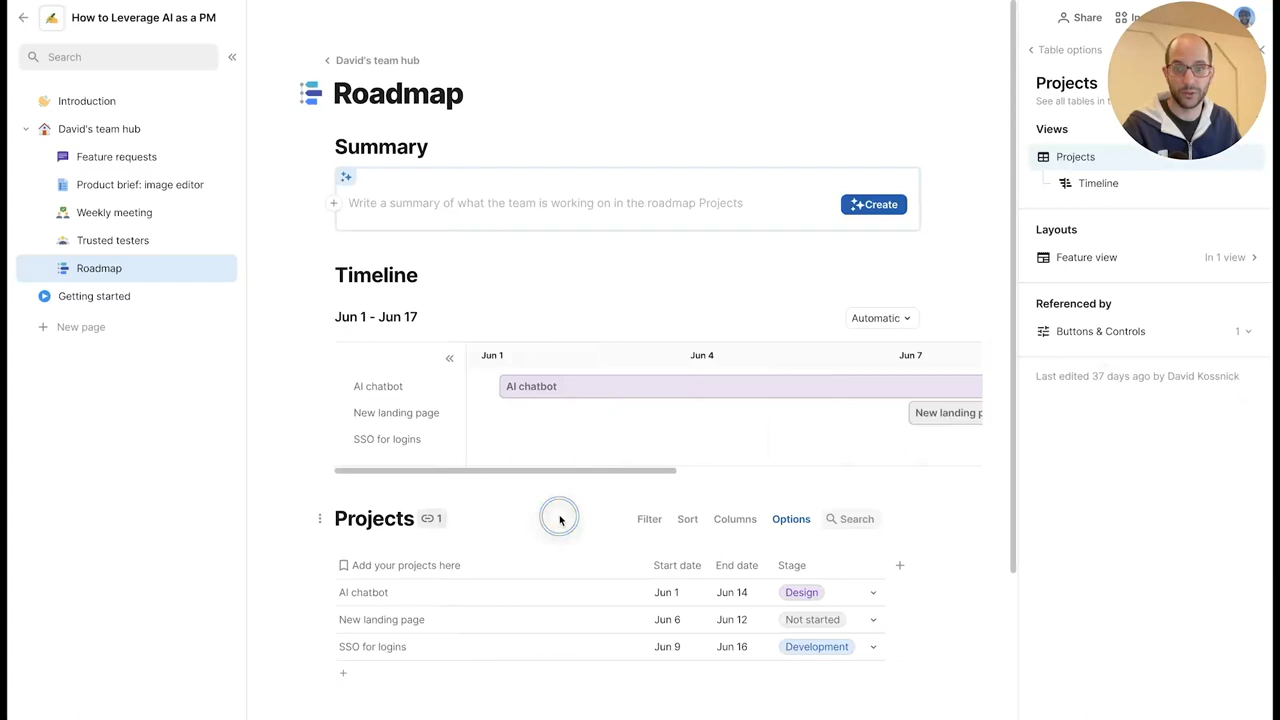 How to Leverage AI as a PM
Search
Introduction
David's team hub
Feature requests
Product brief: image editor
Weekly meeting
Trusted testers
Roadmap
Getting started
New page
David's team hub
Roadmap
Summary
Write a summary of what the team is working on in the roadmap Projects
Create
Timeline
Jun 1 - Jun 17
Automatic
Jun 1 Jun 4 Jun 7
AI chatbot AI chatbot
New landing page New landing p
SSO for logins
Projects 1
Filter Sort Columns Options Search
Add your projects here Start date End date Stage
AI chatbot Jun 1 Jun 14 Design
New landing page Jun 6 Jun 12 Not started
SSO for logins Jun 9 Jun 16 Development
Share
Table options
Projects
See all tables in
Views
Projects
Timeline
Layouts
Feature view In 1 view
Referenced by
Buttons & Controls 1
Last edited 37 days ago by David Kossnick